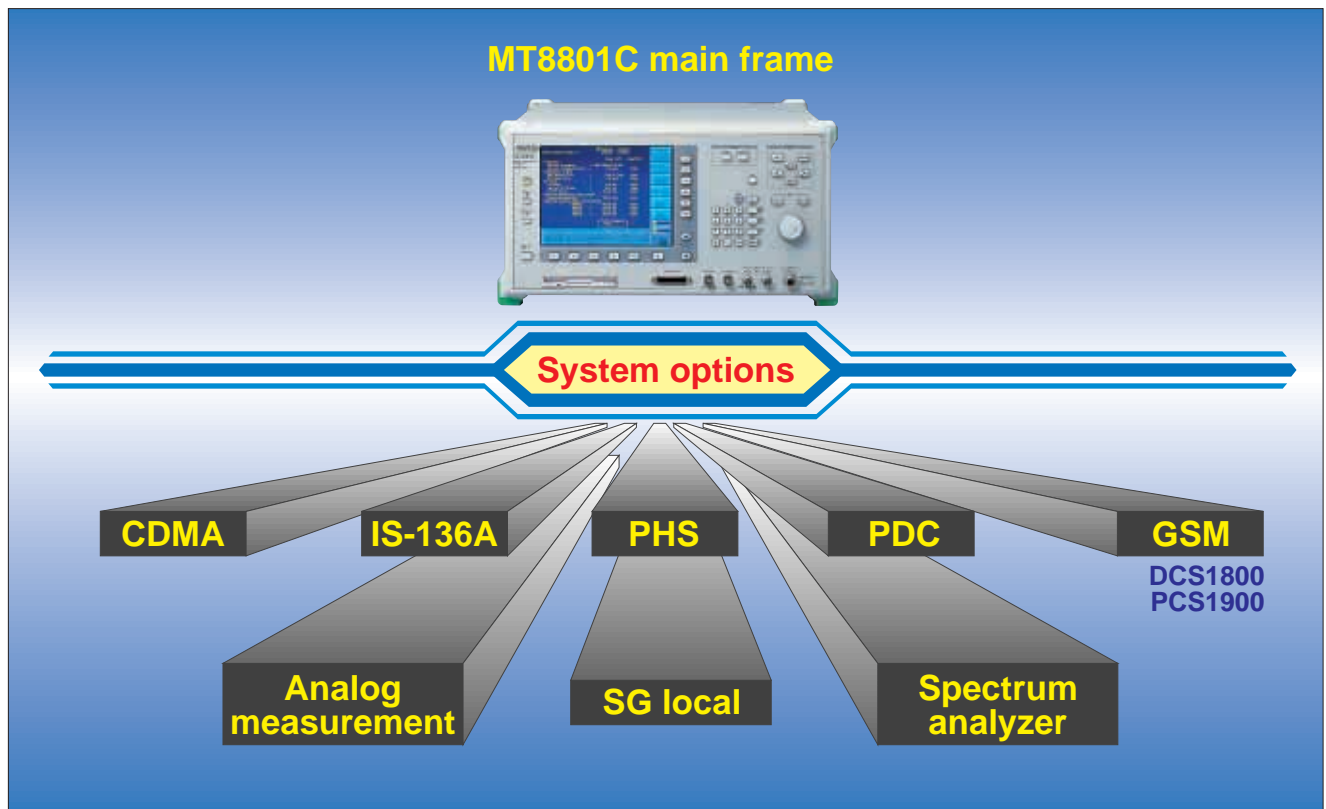 MT8801C main frame
System options
CDMA
IS-136A
PHS
PDC
GSM
DCS1800
PCS1900
Analog
measurement
SG local
Spectrum
analyzer